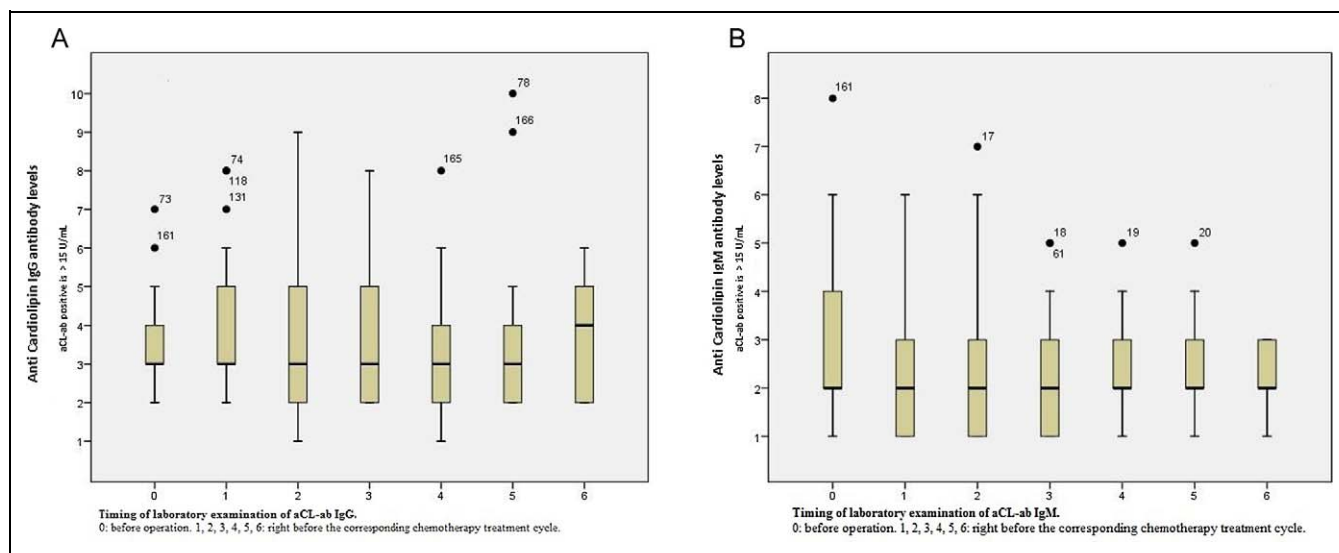 A
Anti Cardiolipin IgG antibody levels
aCL-ab positive is > 15 U/mL
10
9
8
7
6
5
4
3
2
1
73
161
74
118
131
165
78
166
0 1 2 3 4 5 6
Timing of laboratory examination of aCL-ab IgG.
0: before operation. 1, 2, 3, 4, 5, 6: right before the corresponding chemotherapy treatment cycle.
B
Anti Cardiolipin IgM antibody levels
aCL-ab positive is > 15 U/mL
8
7
6
5
4
3
2
1
161
17
18
61
19
20
0 1 2 3 4 5 6
Timing of laboratory examination of aCL-ab IgM.
0: before operation. 1, 2, 3, 4, 5, 6: right before the corresponding chemotherapy treatment cycle.